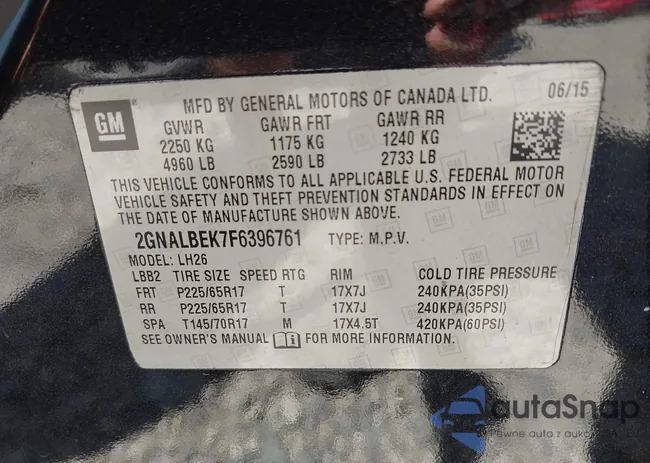 MFD BY GENERAL MOTORS OF CANADA LTD. 06/15
GM
GVWR GAWR FRT GAWR RR
2250 KG 1175 KG 1240 KG
4960 LB 2590 LB 2733 LB
THIS VEHICLE CONFORMS TO ALL APPLICABLE U.S. FEDERAL MOTOR
VEHICLE SAFETY AND THEFT PREVENTION STANDARDS IN EFFECT ON
THE DATE OF MANUFACTURE SHOWN ABOVE.
2GNALBEK7F6396761 TYPE: M.P.V.
MODEL: LH26
LBB2 TIRE SIZE SPEED RTG RIM COLD TIRE PRESSURE
FRT P225/65R17 T 17X7J 240KPA(35PSI)
RR P225/65R17 T 17X7J 240KPA(35PSI)
SPA T145/70R17 M 17X4.5T 420KPA(60PSI)
SEE OWNER'S MANUAL FOR MORE INFORMATION.
autaSnap
Pewne auta z aukcji